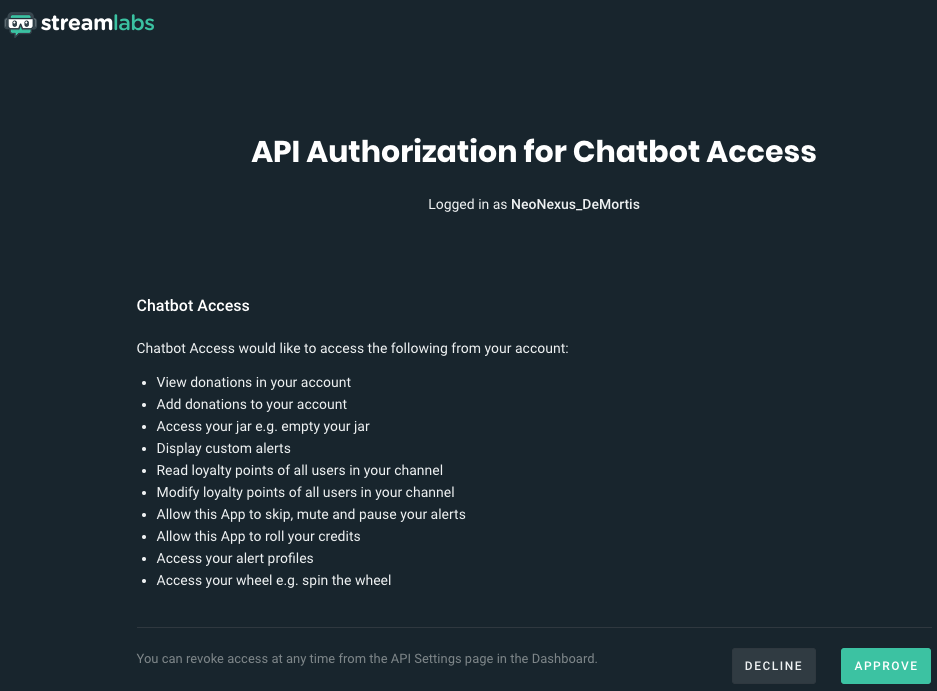 streamlabs
API Authorization for Chatbot Access
Logged in as NeoNexus_DeMortis
Chatbot Access
Chatbot Access would like to access the following from your account:
• View donations in your account
• Add donations to your account
• Access your jar e.g. empty your jar
• Display custom alerts
• Read loyalty points of all users in your channel
• Modify loyalty points of all users in your channel
• Allow this App to skip, mute and pause your alerts
• Allow this App to roll your credits
• Access your alert profiles
• Access your wheel e.g. spin the wheel
You can revoke access at any time from the API Settings page in the Dashboard.
DECLINE
APPROVE